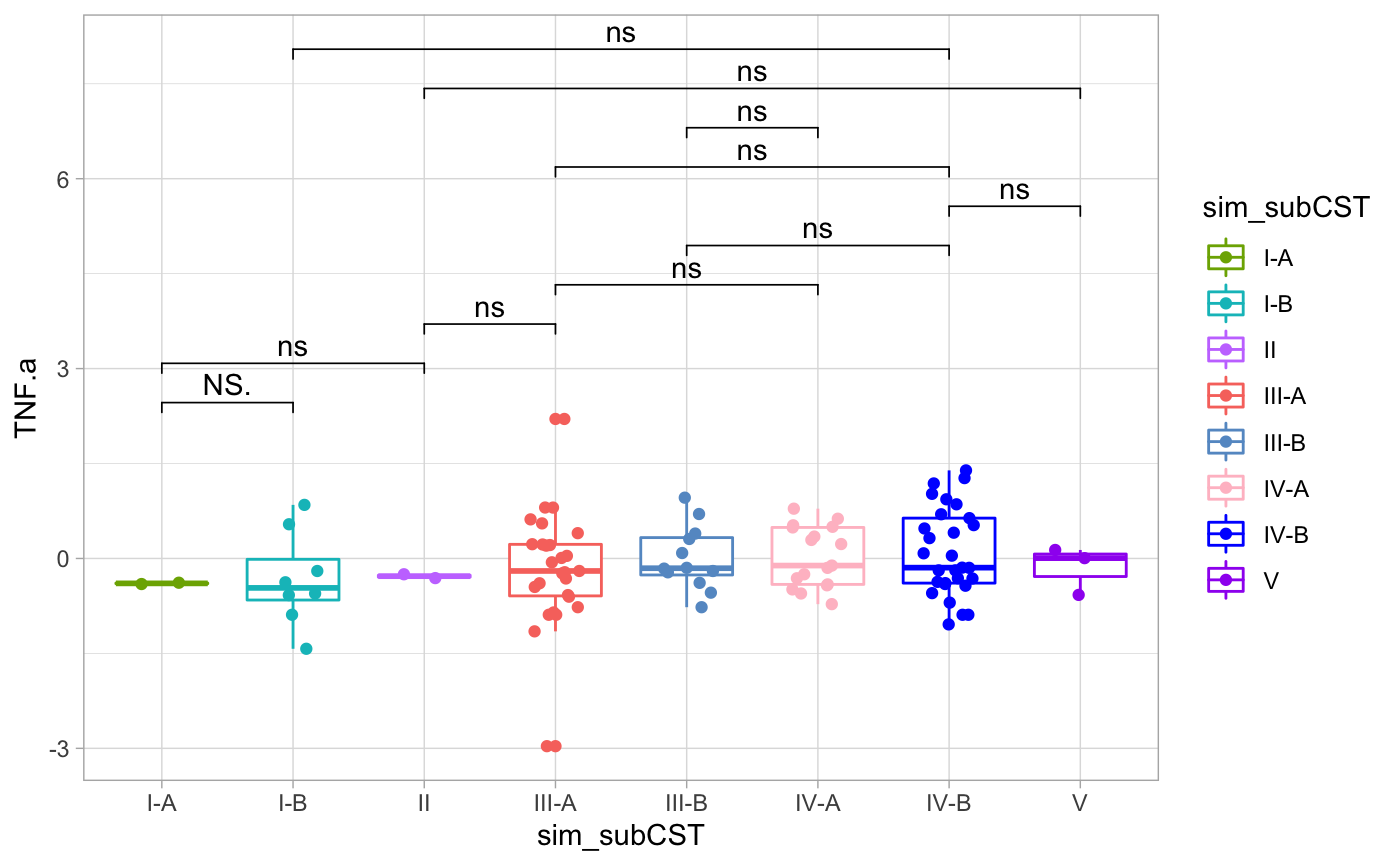 ns
ns
ns
ns
ns
ns
ns
ns
ns
NS.
6
3
0
-3
TNF.a
I-A I-B II III-A III-B IV-A IV-B V
sim_subCST
sim_subCST
I-A
I-B
II
III-A
III-B
IV-A
IV-B
V